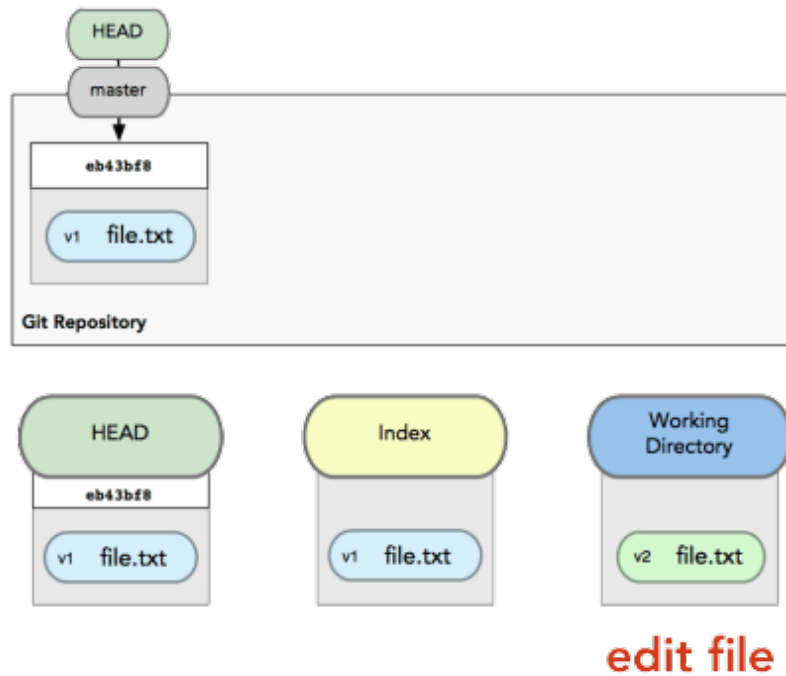 HEAD
master
eb43bf8
v1 file.txt
Git Repository
HEAD
Index
Working
Directory
eb43bf8
v1 file.txt
v1 file.txt
v2 file.txt
edit file